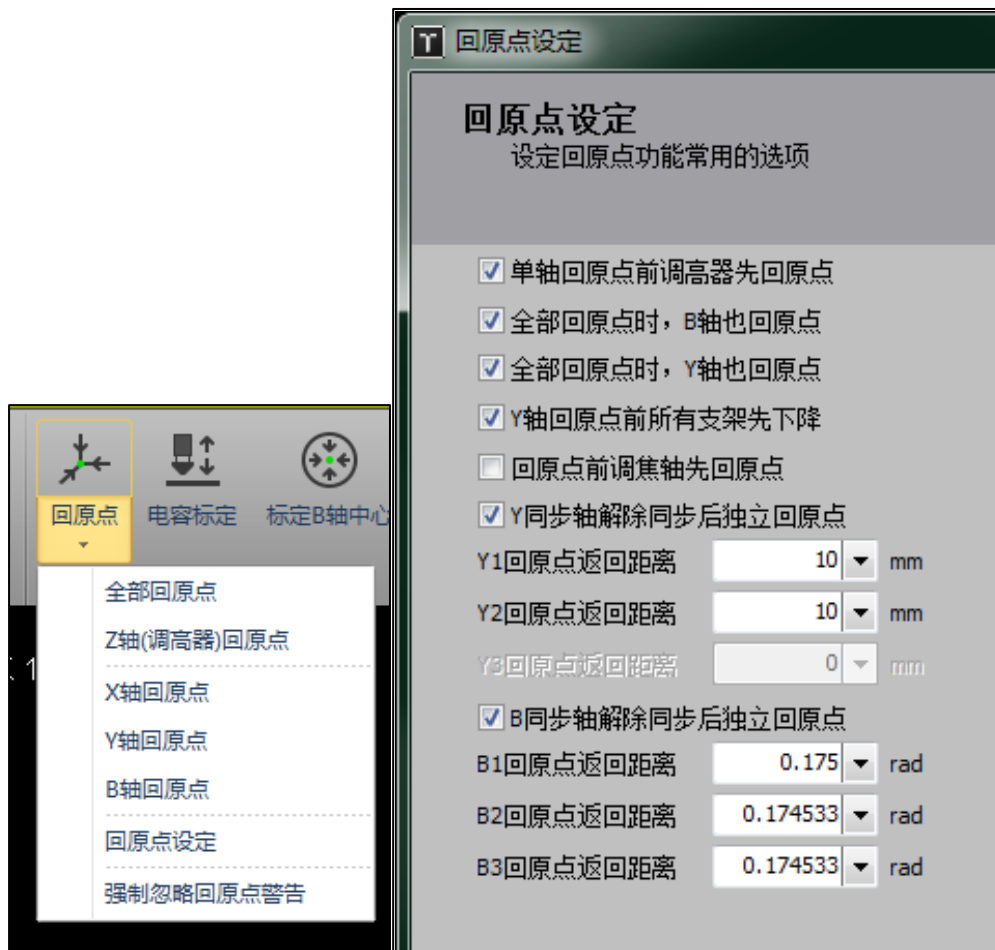 回原点
电容标定
标定B轴中心
全部回原点
Z轴(调高器)回原点
X轴回原点
Y轴回原点
B轴回原点
回原点设定
强制忽略回原点警告
1
回原点设定
回原点设定
设定回原点功能常用的选项
单轴回原点前调高器先回原点
全部回原点时，B轴也回原点
全部回原点时，Y轴也回原点
Y轴回原点前所有支架先下降
回原点前调焦轴先回原点
Y同步轴解除同步后独立回原点
Y1回原点返回距离 10 mm
Y2回原点返回距离 10 mm
Y3回原点返回距离 0 mm
B同步轴解除同步后独立回原点
B1回原点返回距离 0.175 rad
B2回原点返回距离 0.174533 rad
B3回原点返回距离 0.174533 rad